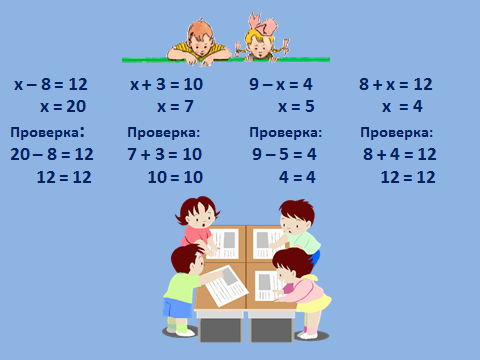 х – 8 = 12
х = 20
Проверка:
20 – 8 = 12
12 = 12
х + 3 = 10
х = 7
Проверка:
7 + 3 = 10
10 = 10
9 – х = 4
х = 5
Проверка:
9 – 5 = 4
4 = 4
8 + х = 12
х = 4
Проверка:
8 + 4 = 12
12 = 12